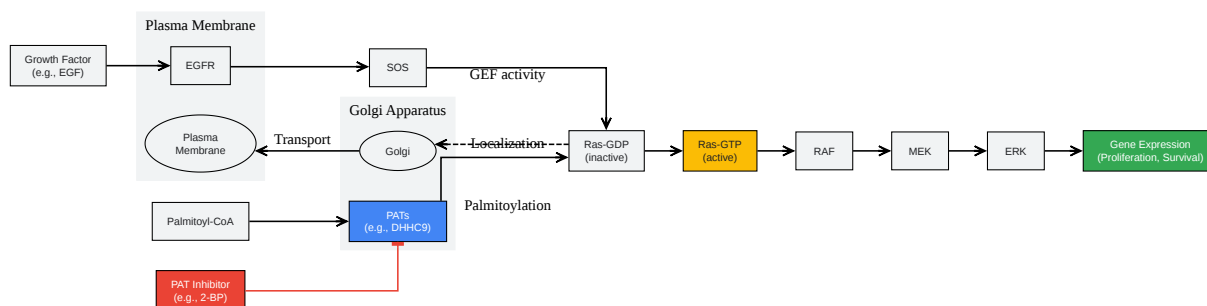 Plasma Membrane
Growth Factor
(e.g., EGF)
EGFR
SOS
GEF activity
Golgi Apparatus
Plasma
Membrane
Transport
Golgi
Localization
Ras-GDP
(inactive)
Ras-GTP
(active)
RAF
MEK
ERK
Gene Expression
(Proliferation, Survival)
Palmitoyl-CoA
PATs
(e.g., DHHC9)
Palmitoylation
PAT Inhibitor
(e.g., 2-BP)